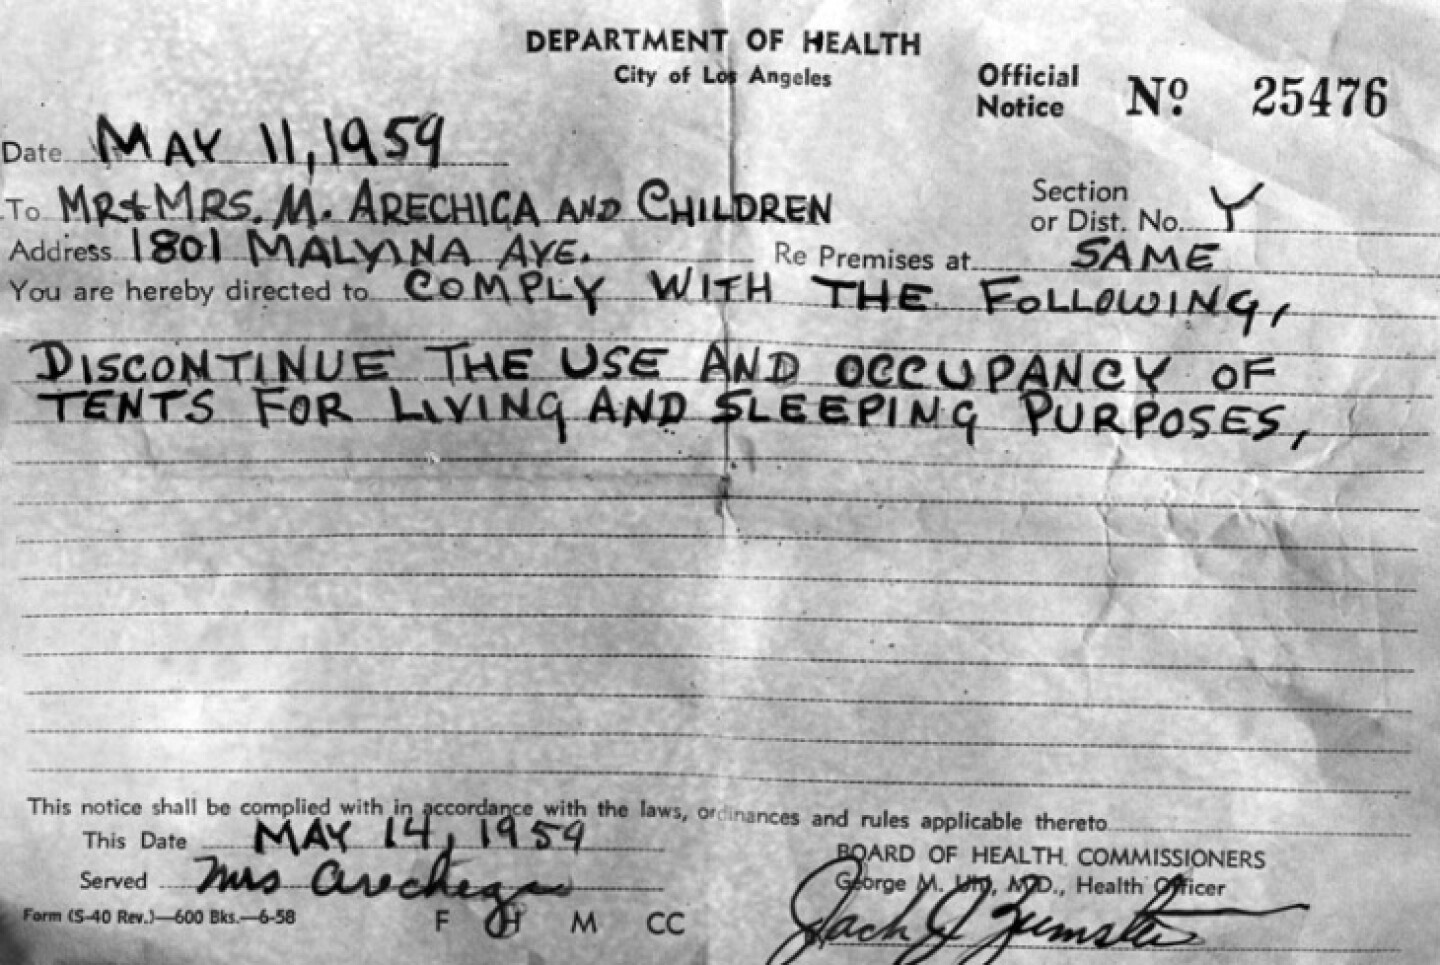 DEPARTMENT OF HEALTH
City of Los Angeles
Official Notice Nº 25476
Date MAY 11, 1959
To MR & MRS. M. ARECHIGA AND CHILDREN
Section or Dist. No. Y
Address 1801 MALVINA AVE. Re Premises at SAME
You are hereby directed to COMPLY WITH THE FOLLOWING,
DISCONTINUE THE USE AND OCCUPANCY OF
TENTS FOR LIVING AND SLEEPING PURPOSES,
This notice shall be complied with in accordance with the laws, ordinances and rules applicable thereto
This Date MAY 14, 1959
BOARD OF HEALTH COMMISSIONERS
Served Mrs Arechega
George M. Uhl, M.D., Health Officer
Form (S-40 Rev.)—600 Bks.—6-58 F H M CC
Jack J